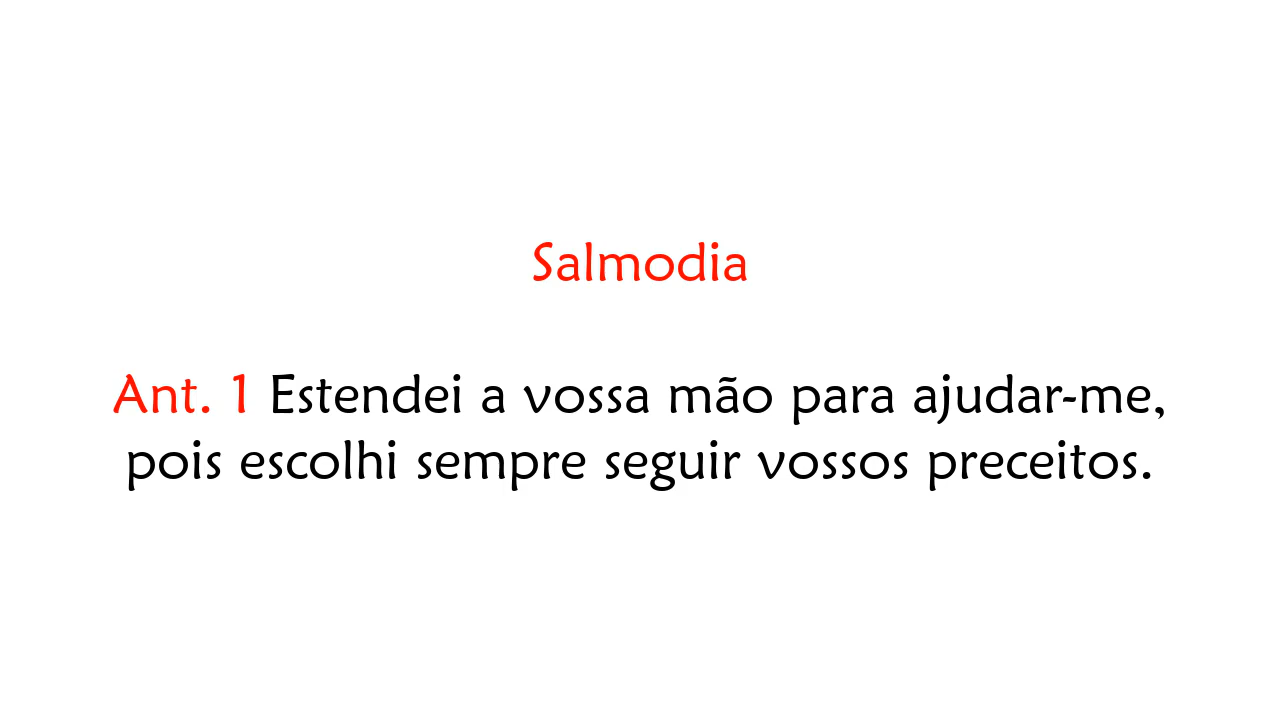 Salmodia
Ant. 1 Estendei a vossa mão para ajudar-me,
pois escolhi sempre seguir vossos preceitos.